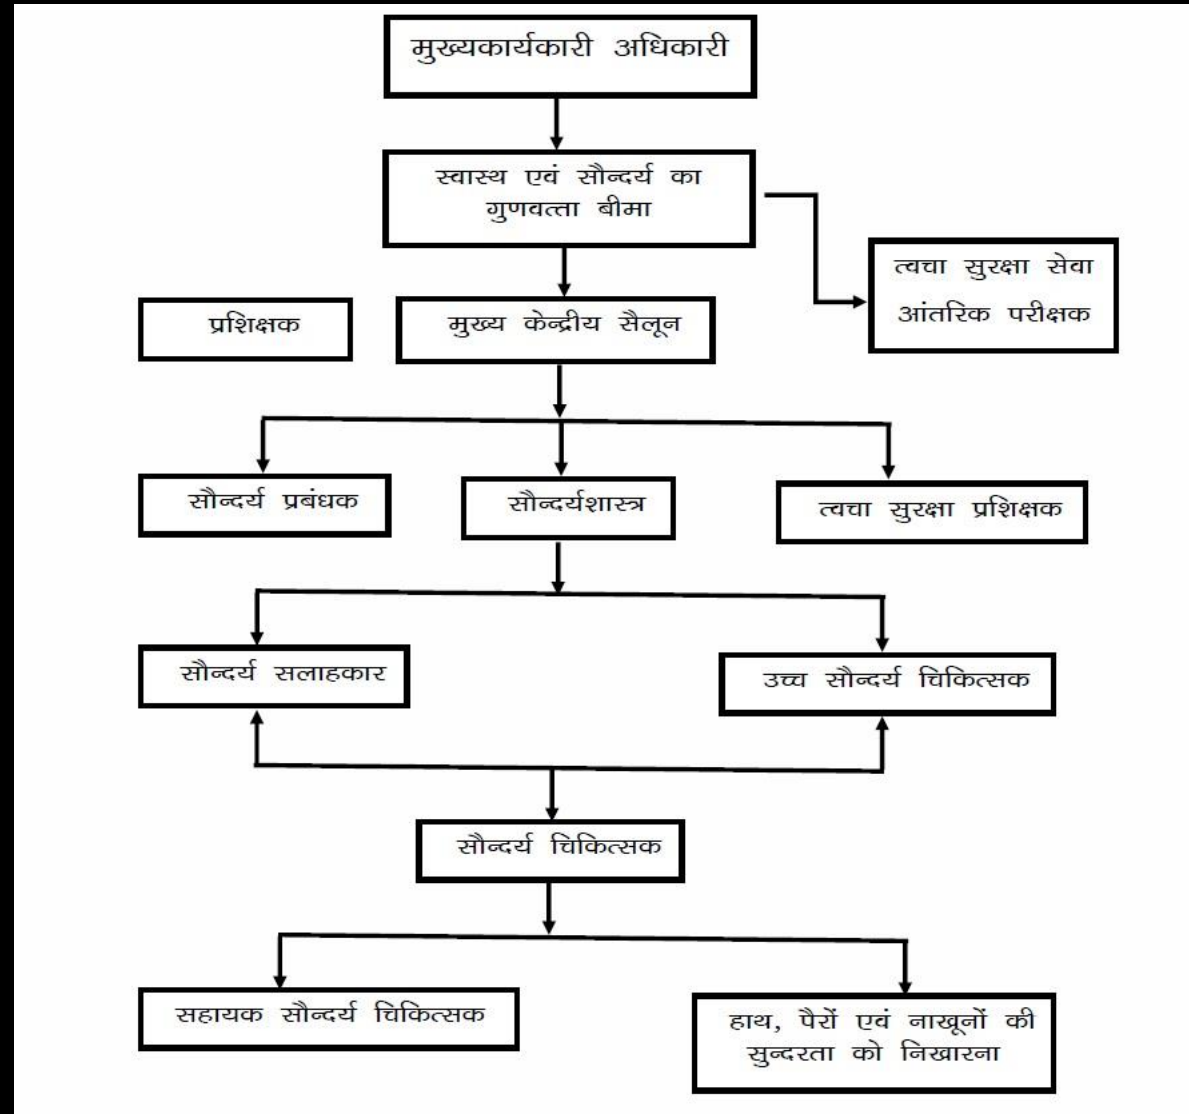 मुख्यकार्यकारी अधिकारी
स्वास्थ एवं सौन्दर्य का
गुणवत्ता बीमा
त्वचा सुरक्षा सेवा
आंतरिक परीक्षक
प्रशिक्षक
मुख्य केन्द्रीय सैलून
सौन्दर्य प्रबंधक
सौन्दर्यशास्त्र
त्वचा सुरक्षा प्रशिक्षक
सौन्दर्य सलाहकार
उच्च सौन्दर्य चिकित्सक
सौन्दर्य चिकित्सक
सहायक सौन्दर्य चिकित्सक
हाथ, पैरों एवं नाखूनों की
सुन्दरता को निखारना